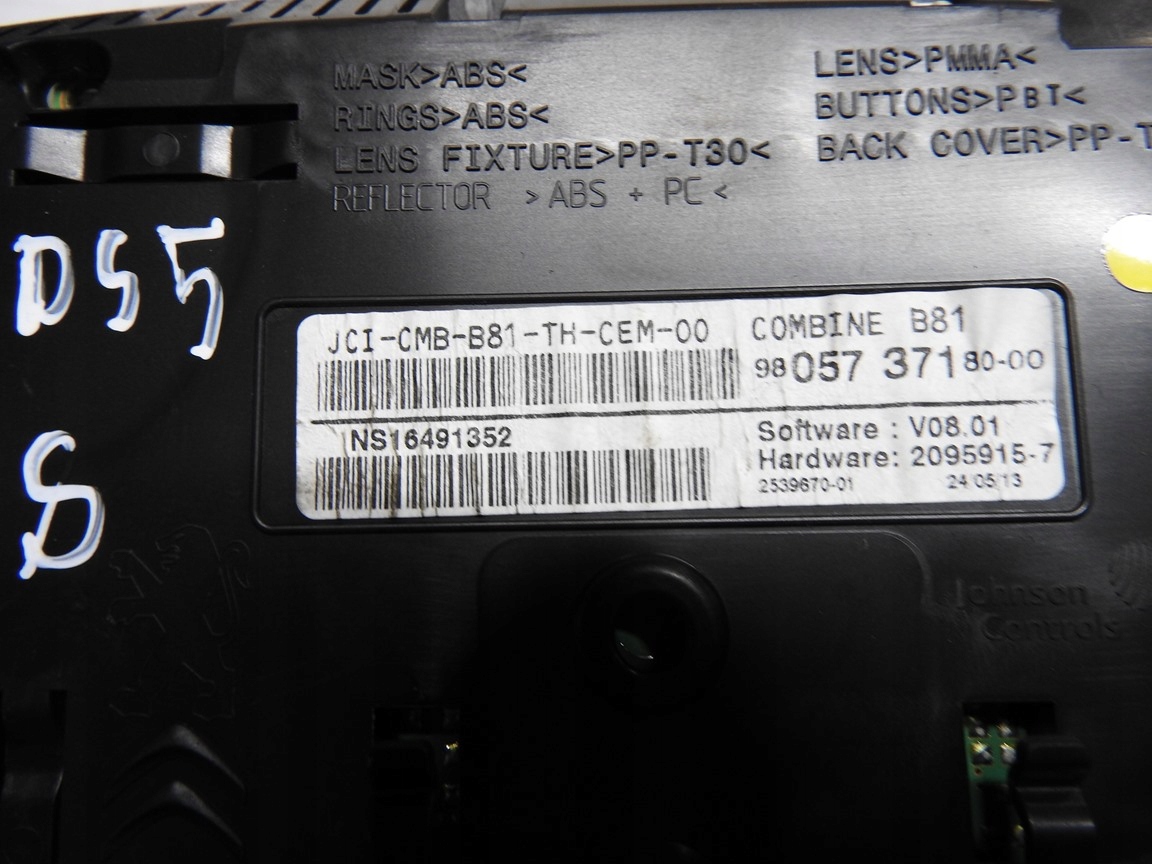 MASK>ABS<
RINGS>ABS<
LENS FIXTURE>PP-T30<
REFLECTOR >ABS + PC<
LENS>PMMA<
BUTTONS>PBT<
BACK COVER>PP-T
DS5
JCI-CMB-B81-TH-CEM-00
COMBINE B81
98 057 371 80-00
NS16491352
Software : V08.01
Hardware: 2095915-7
2539670-01 24/05/13
Johnson
Controls